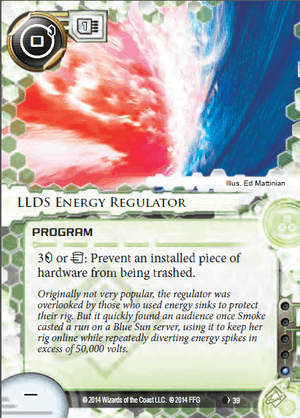 0
1
Illus. Ed Mattinian
LLDS Energy Regulator
PROGRAM
3 or : Prevent an installed piece of
hardware from being trashed.
Originally not very popular, the regulator was
overlooked by those who used energy sinks to protect
their rig. But it quickly found an audience once Smoke
casted a run on a Blue Sun server, using it to keep her
rig online while repeatedly diverting energy spikes in
excess of 50,000 volts.
—
©2014 Wizards of the Coast LLC. ® 2014 FFG 39